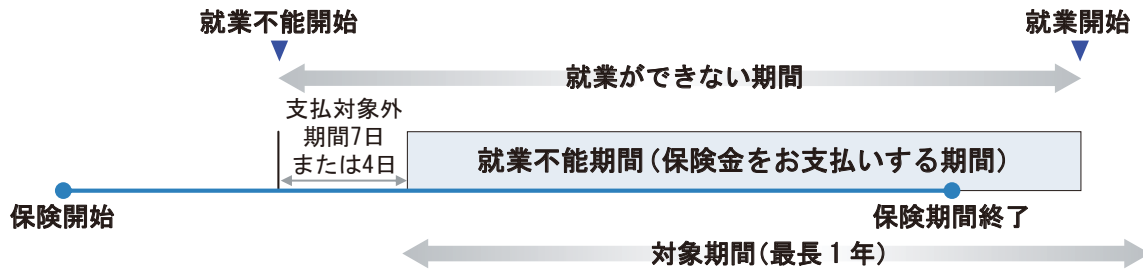 就業不能開始
就業開始
就業ができない期間
支払対象外
期間7日
または4日
就業不能期間（保険金をお支払いする期間）
保険開始
保険期間終了
対象期間（最長１年）